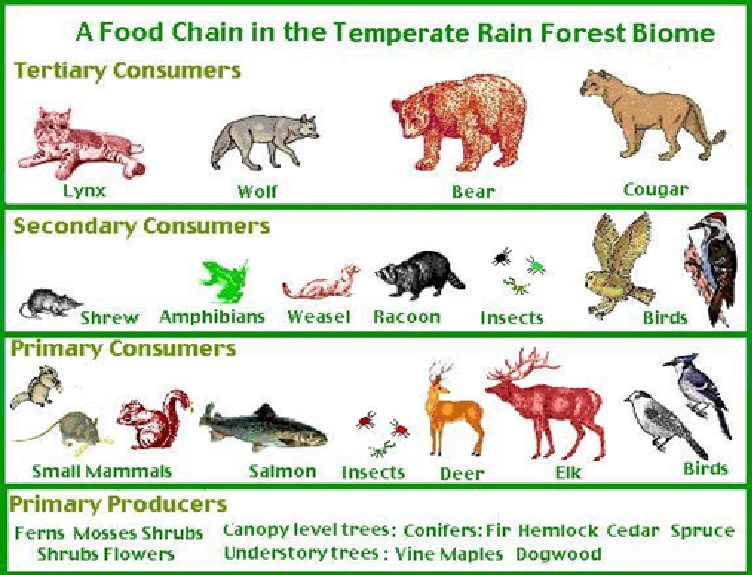 A Food Chain in the Temperate Rain Forest Biome
Tertiary Consumers
Lynx
Wolf
Bear
Cougar
Secondary Consumers
Shrew
Amphibians
Weasel
Racoon
Insects
Birds
Primary Consumers
Small Mammals
Salmon
Insects
Deer
Elk
Birds
Primary Producers
Ferns Mosses Shrubs
Shrubs Flowers
Canopy level trees: Conifers: Fir Hemlock Cedar Spruce
Understory trees: Vine Maples Dogwood